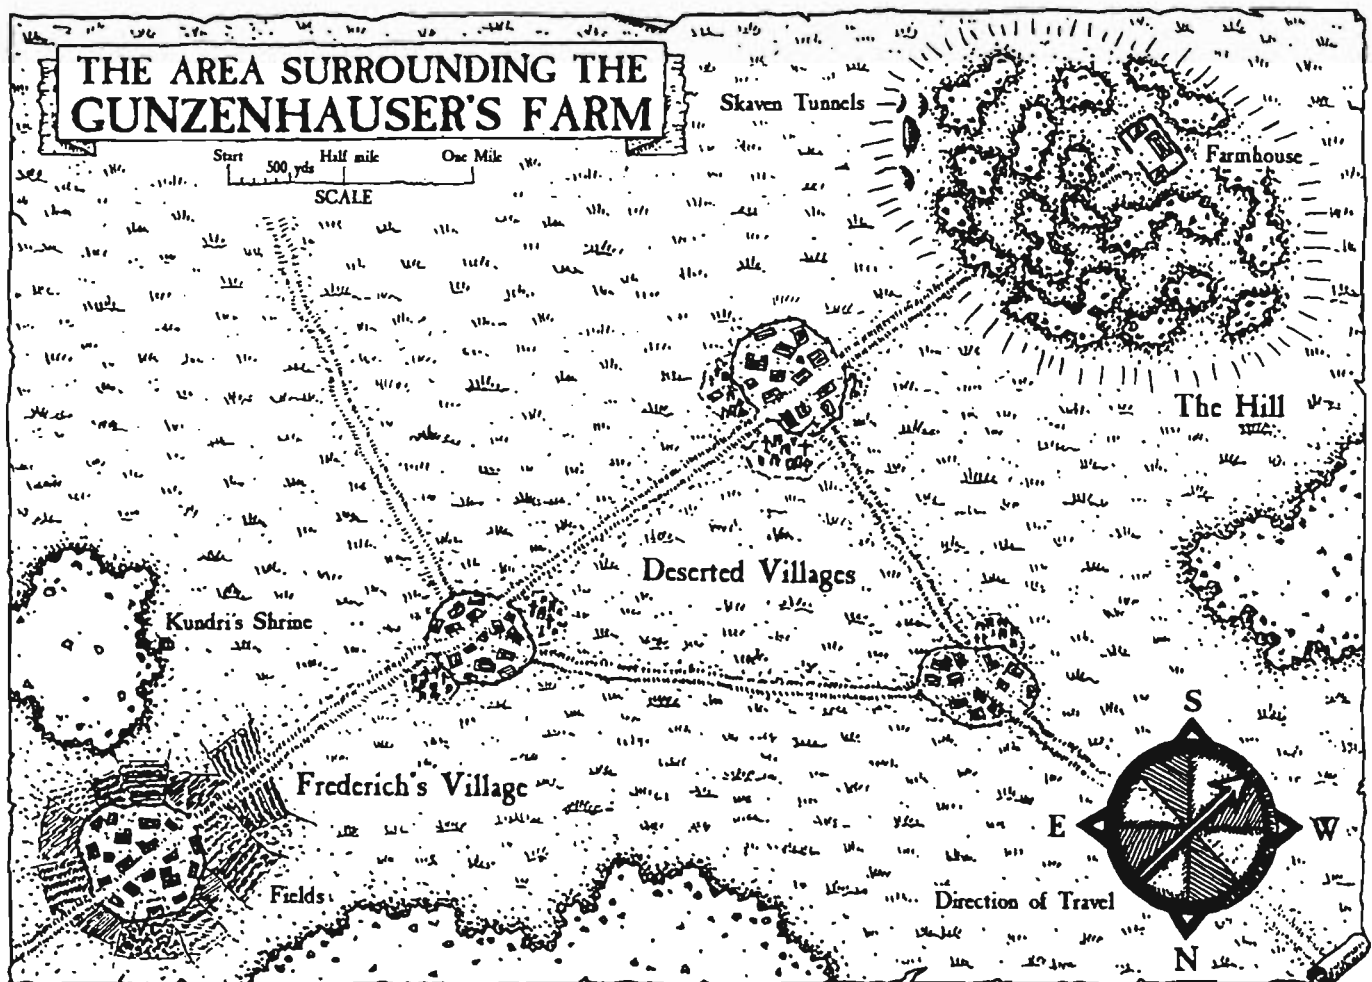 THE AREA SURROUNDING THE
GUNZENHAUSER'S FARM
Start 500 yds Half mile One Mile
SCALE
Skaven Tunnels
Farmhouse
The Hill
Deserted Villages
Kundri's Shrine
Frederich's Village
Fields
Direction of Travel
S
E W
N